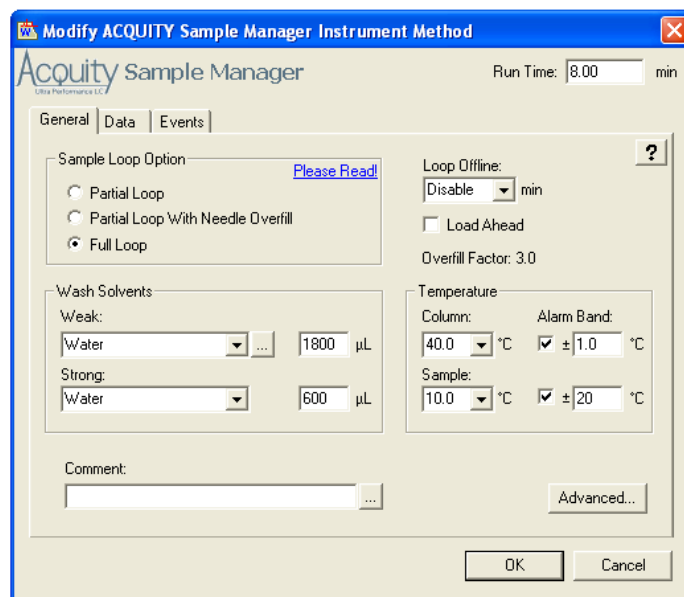 Modify ACQUITY Sample Manager Instrument Method
Acquity Sample Manager
Ultra Performance LC
Run Time: 8.00 min
General Data Events
?
Sample Loop Option
Please Read!
Partial Loop
Partial Loop With Needle Overfill
Full Loop
Loop Offline:
Disable min
Load Ahead
Overfill Factor: 3.0
Wash Solvents
Weak:
Water ... 1800 µL
Strong:
Water 600 µL
Temperature
Column: Alarm Band:
40.0 °C ± 1.0 °C
Sample:
10.0 °C ± 20 °C
Comment:
...
Advanced...
OK Cancel